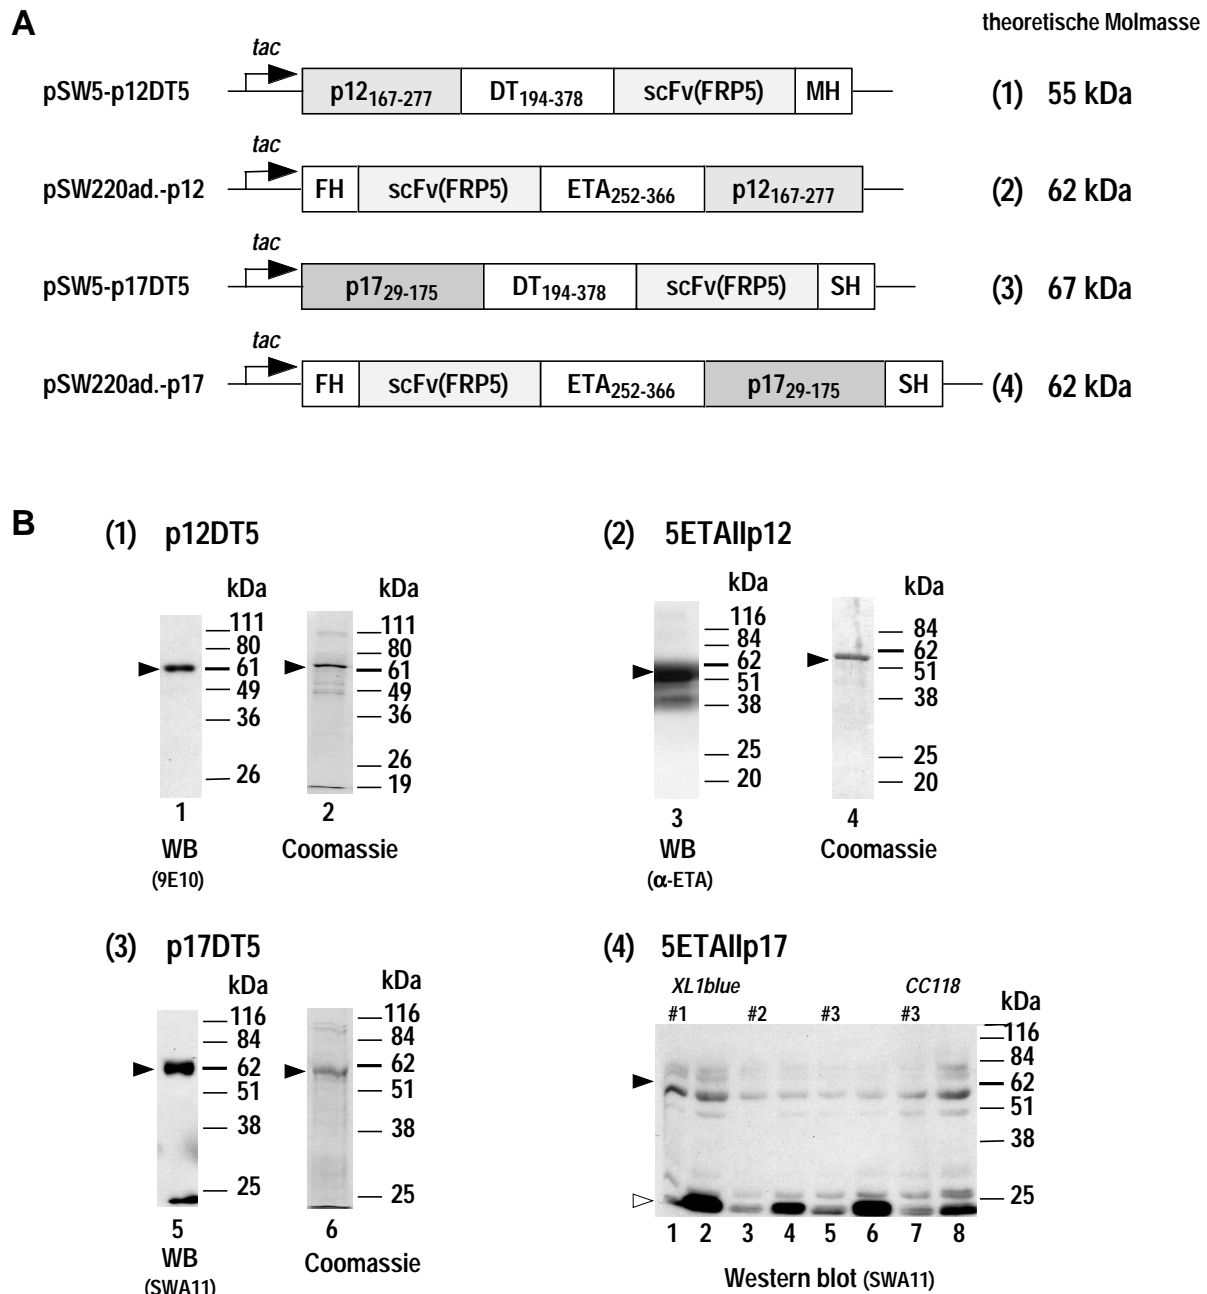 A
theoretische Molmasse
tac
pSW5-p12DT5 p12167-277 DT194-378 scFv(FRP5) MH (1) 55 kDa
tac
pSW220ad.-p12 FH scFv(FRP5) ETA252-366 p12167-277 (2) 62 kDa
tac
pSW5-p17DT5 p1729-175 DT194-378 scFv(FRP5) SH (3) 67 kDa
tac
pSW220ad.-p17 FH scFv(FRP5) ETA252-366 p1729-175 SH (4) 62 kDa
B
(1) p12DT5
kDa
111
80
61
49
36
26
1
WB
(9E10)
kDa
111
80
61
49
36
26
19
2
Coomassie
(2) 5ETAIIp12
kDa
116
84
62
51
38
25
20
3
WB
(α-ETA)
kDa
84
62
51
38
25
20
4
Coomassie
(3) p17DT5
kDa
116
84
62
51
38
25
5
WB
(SWA11)
kDa
116
84
62
51
38
25
6
Coomassie
(4) 5ETAIIp17
XL1blue CC118
#1 #2 #3 #3
kDa
116
84
62
51
38
25
1 2 3 4 5 6 7 8
Western blot (SWA11)